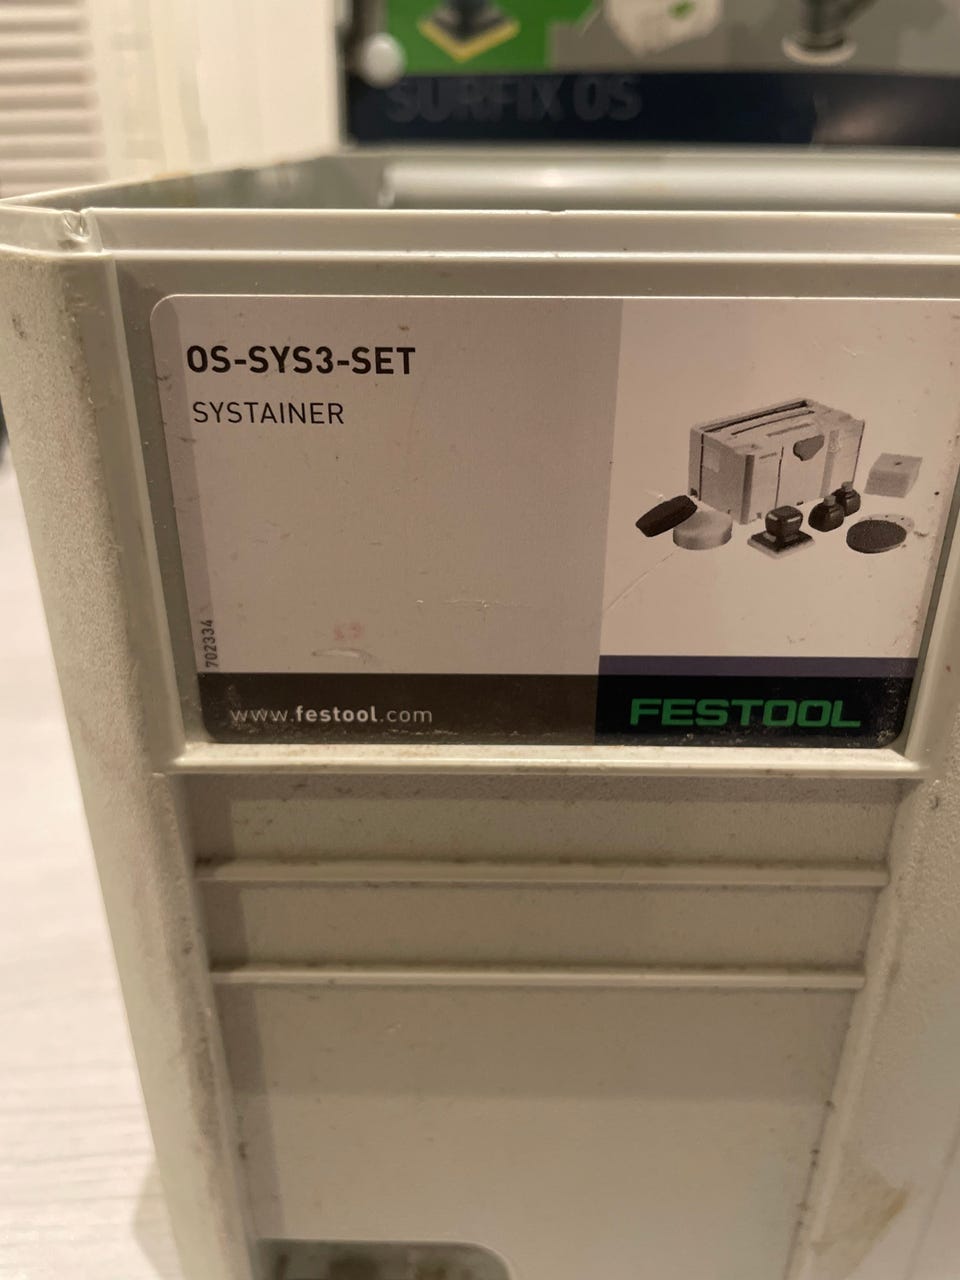 SURFIX OS
OS-SYS3-SET
SYSTAINER
702334
www.festool.com
FESTOOL